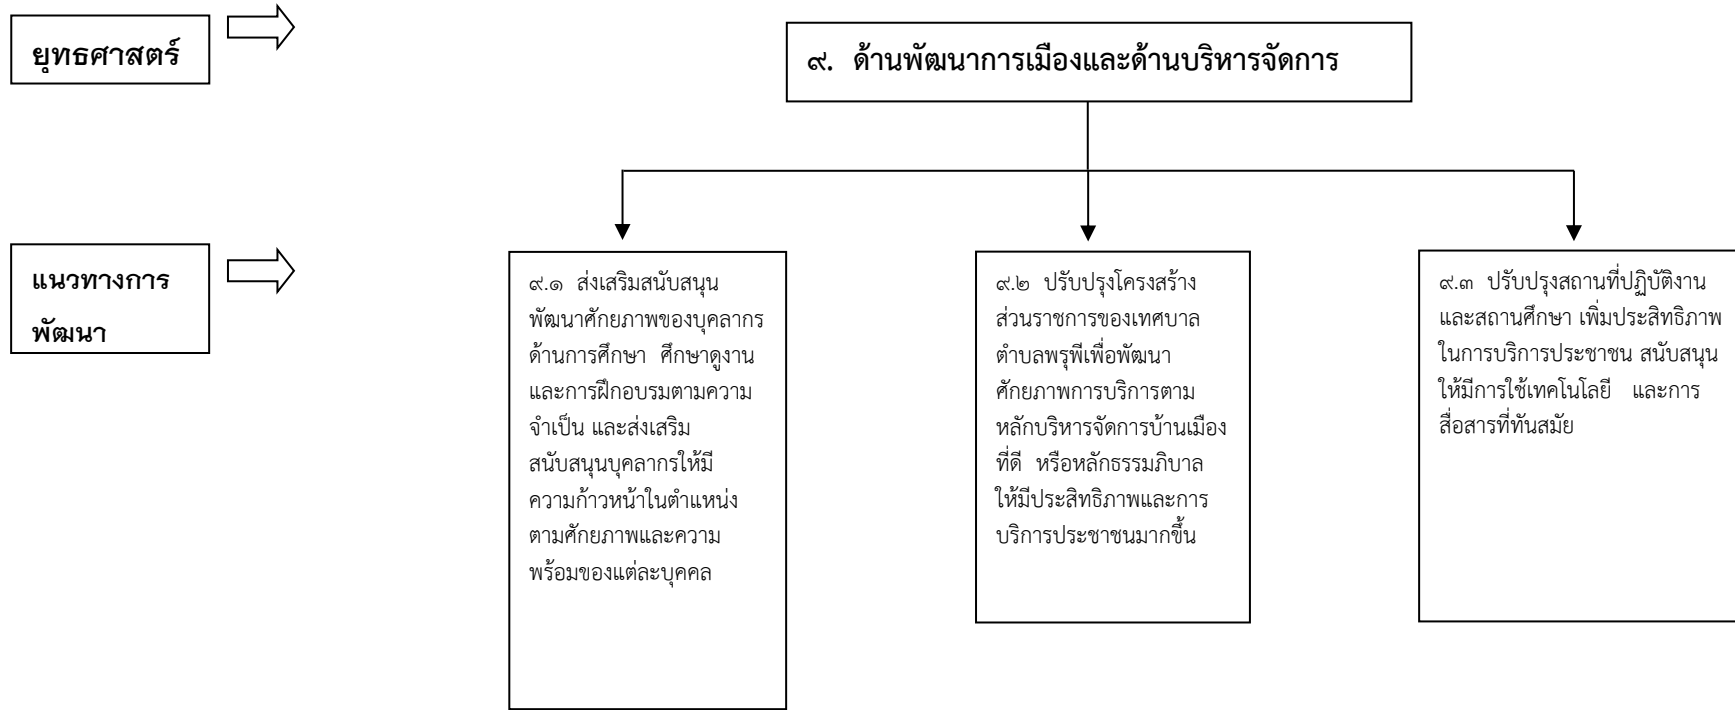 ยุทธศาสตร์
๙. ด้านพัฒนาการเมืองและด้านบริหารจัดการ
แนวทางการ
พัฒนา
๙.๑ ส่งเสริมสนับสนุน
พัฒนาศักยภาพของบุคลากร
ด้านการศึกษา ศึกษาดูงาน
และการฝึกอบรมตามความ
จำเป็น และส่งเสริม
สนับสนุนบุคลากรให้มี
ความก้าวหน้าในตำแหน่ง
ตามศักยภาพและความ
พร้อมของแต่ละบุคคล
๙.๒ ปรับปรุงโครงสร้าง
ส่วนราชการของเทศบาล
ตำบลพรุพีเพื่อพัฒนา
ศักยภาพการบริการตาม
หลักบริหารจัดการบ้านเมือง
ที่ดี หรือหลักธรรมภิบาล
ให้มีประสิทธิภาพและการ
บริการประชาชนมากขึ้น
๙.๓ ปรับปรุงสถานที่ปฏิบัติงาน
และสถานศึกษา เพิ่มประสิทธิภาพ
ในการบริการประชาชน สนับสนุน
ให้มีการใช้เทคโนโลยี และการ
สื่อสารที่ทันสมัย